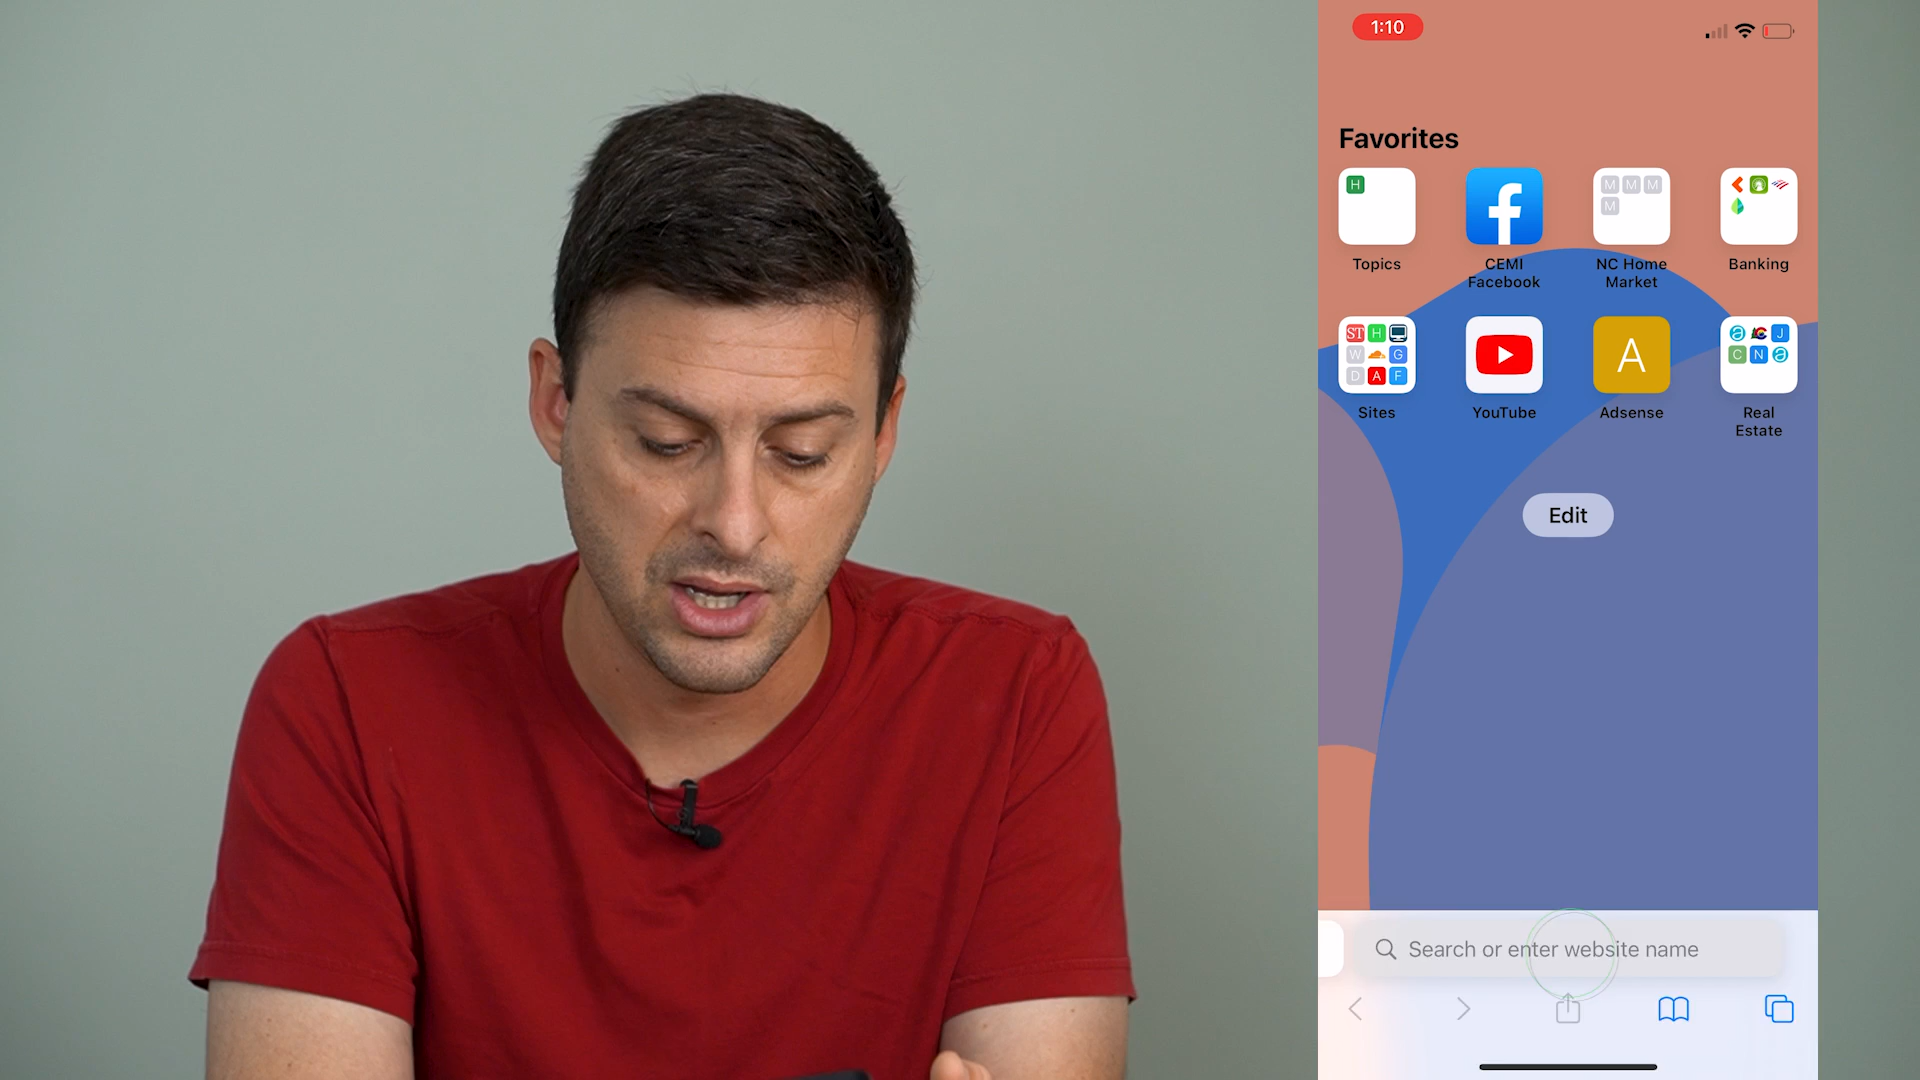 1:10
Favorites
H
M M M
M
Topics
CEMI
Facebook
NC Home
Market
Banking
ST H
W G
D A F
A
J
C N
Sites
YouTube
Adsense
Real
Estate
Edit
Search or enter website name